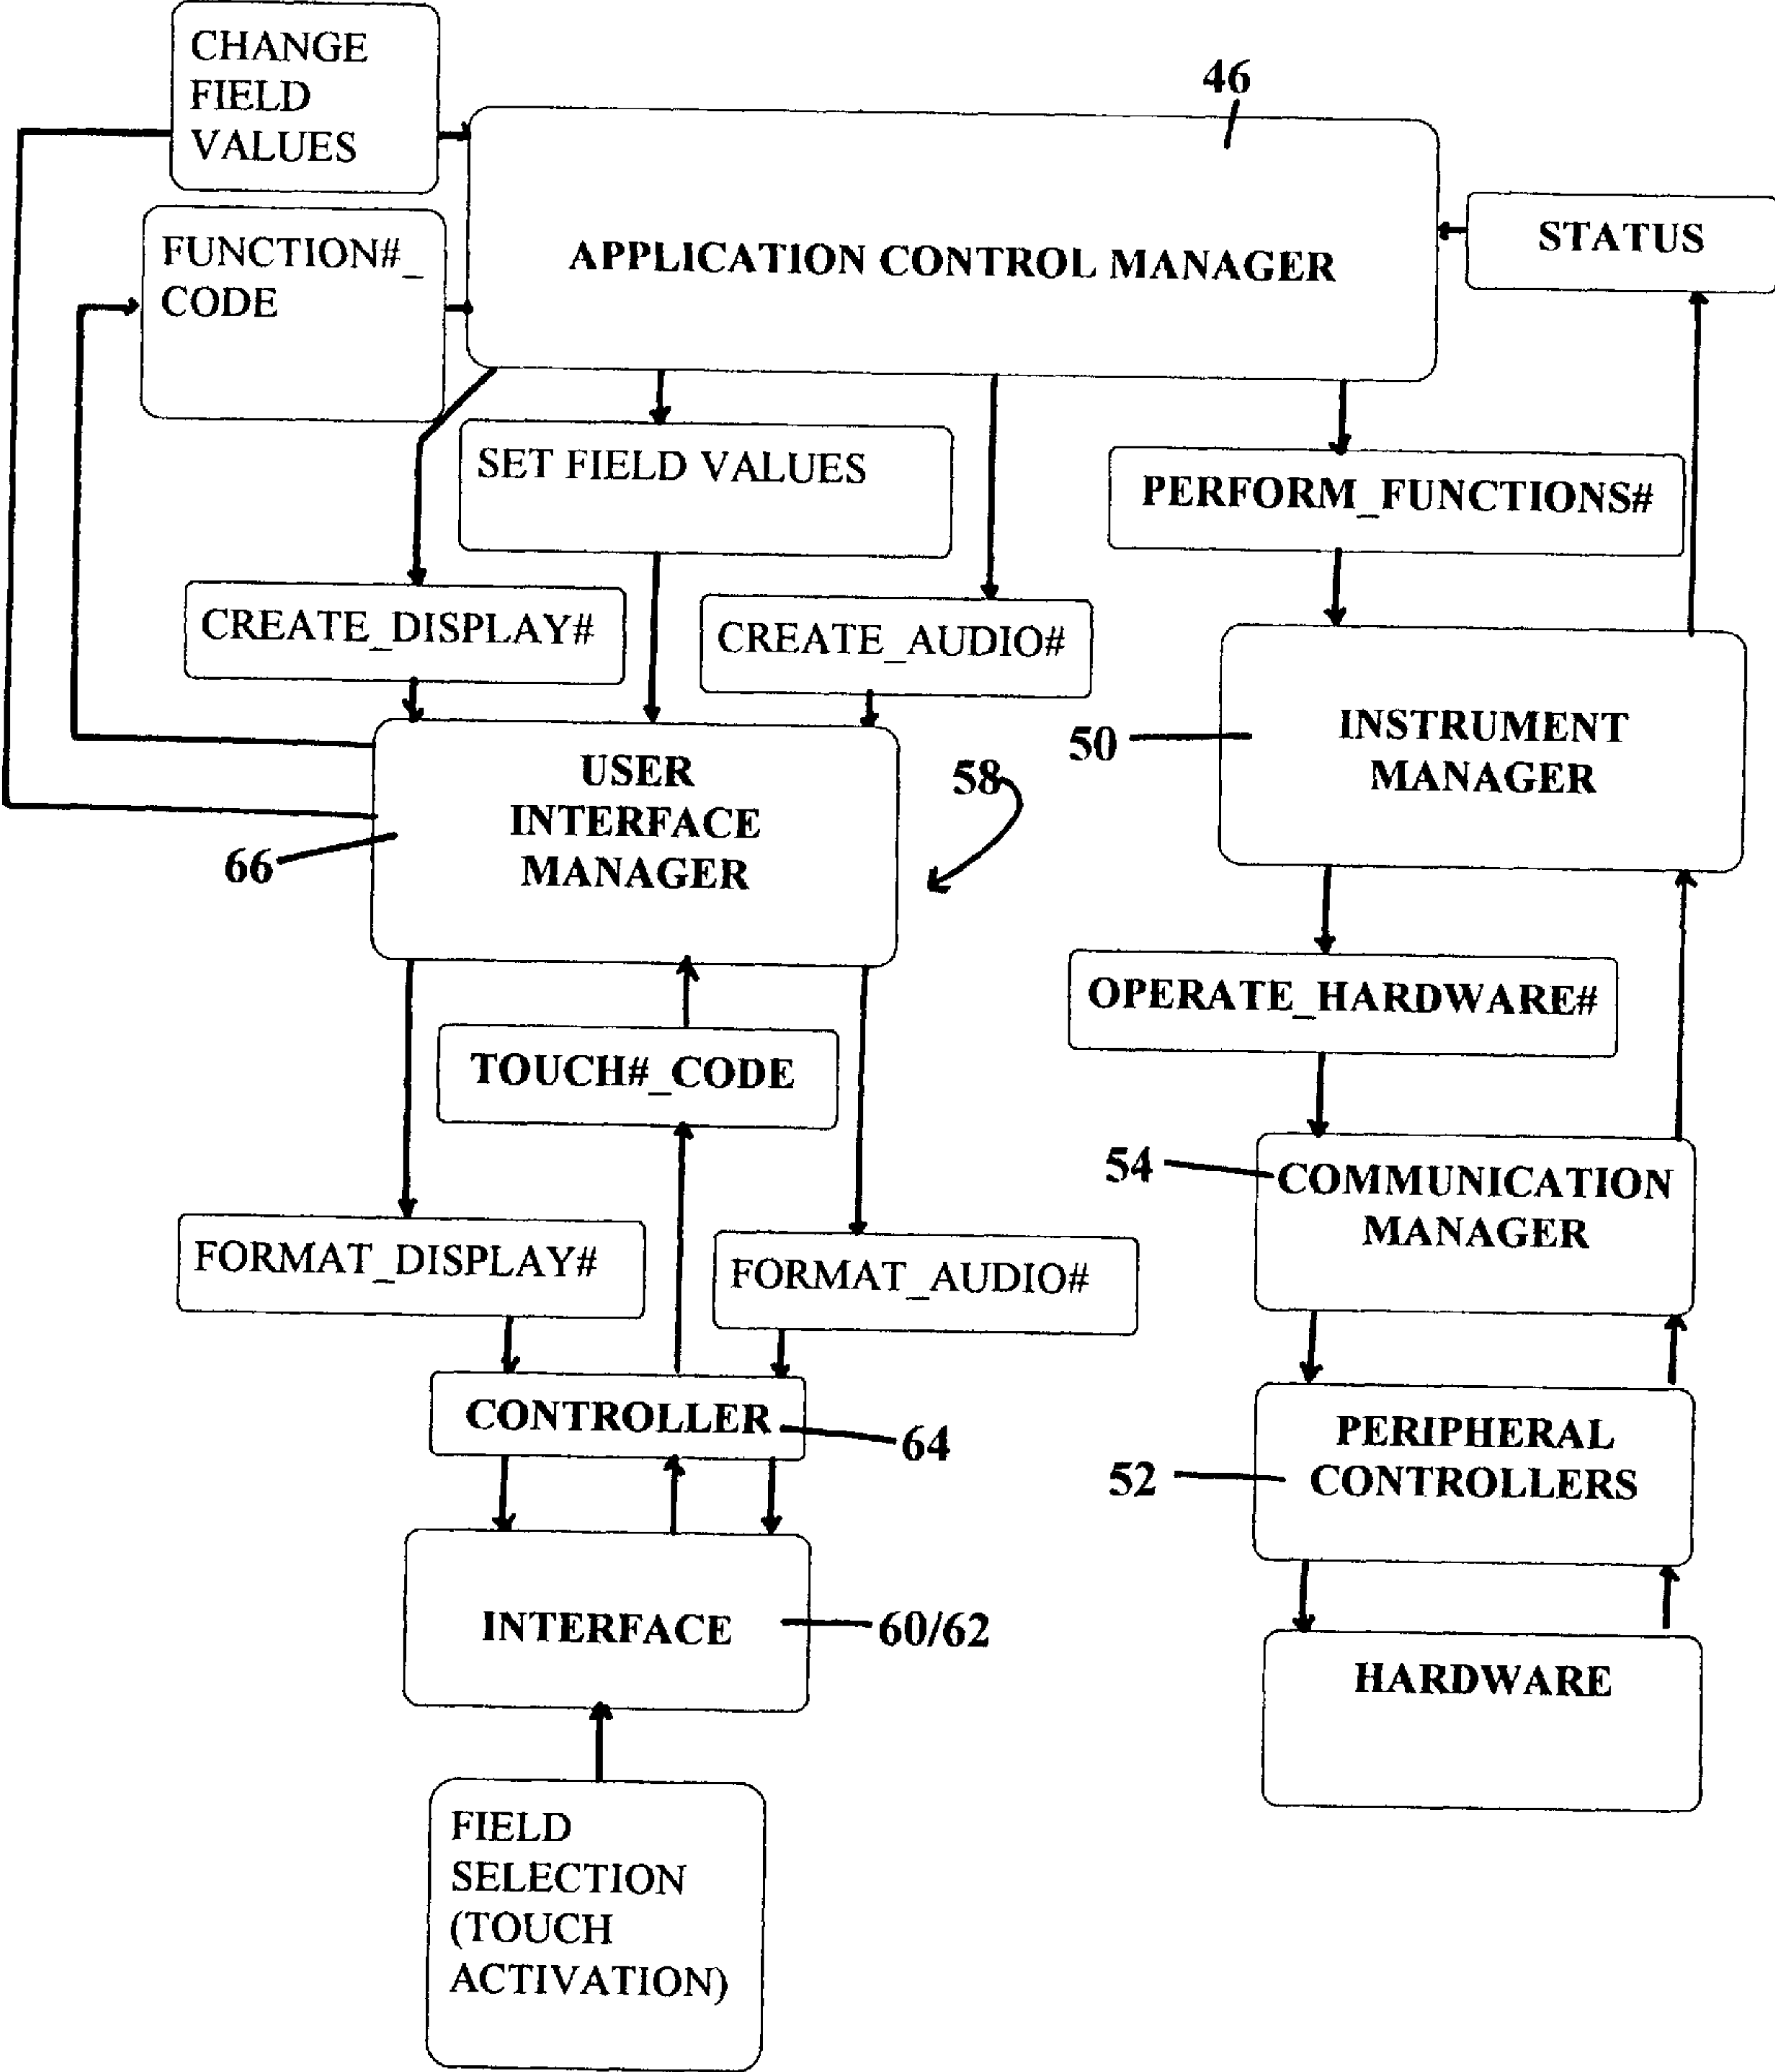 CHANGE
FIELD
VALUES
46
FUNCTION#_
CODE
APPLICATION CONTROL MANAGER
STATUS
SET FIELD VALUES
PERFORM_FUNCTIONS#
CREATE_DISPLAY#
CREATE_AUDIO#
USER
INTERFACE
MANAGER
66
58
50
INSTRUMENT
MANAGER
OPERATE_HARDWARE#
TOUCH#_CODE
54
COMMUNICATION
MANAGER
FORMAT_DISPLAY#
FORMAT_AUDIO#
CONTROLLER
64
PERIPHERAL
CONTROLLERS
52
INTERFACE
60/62
HARDWARE
FIELD
SELECTION
(TOUCH
ACTIVATION)